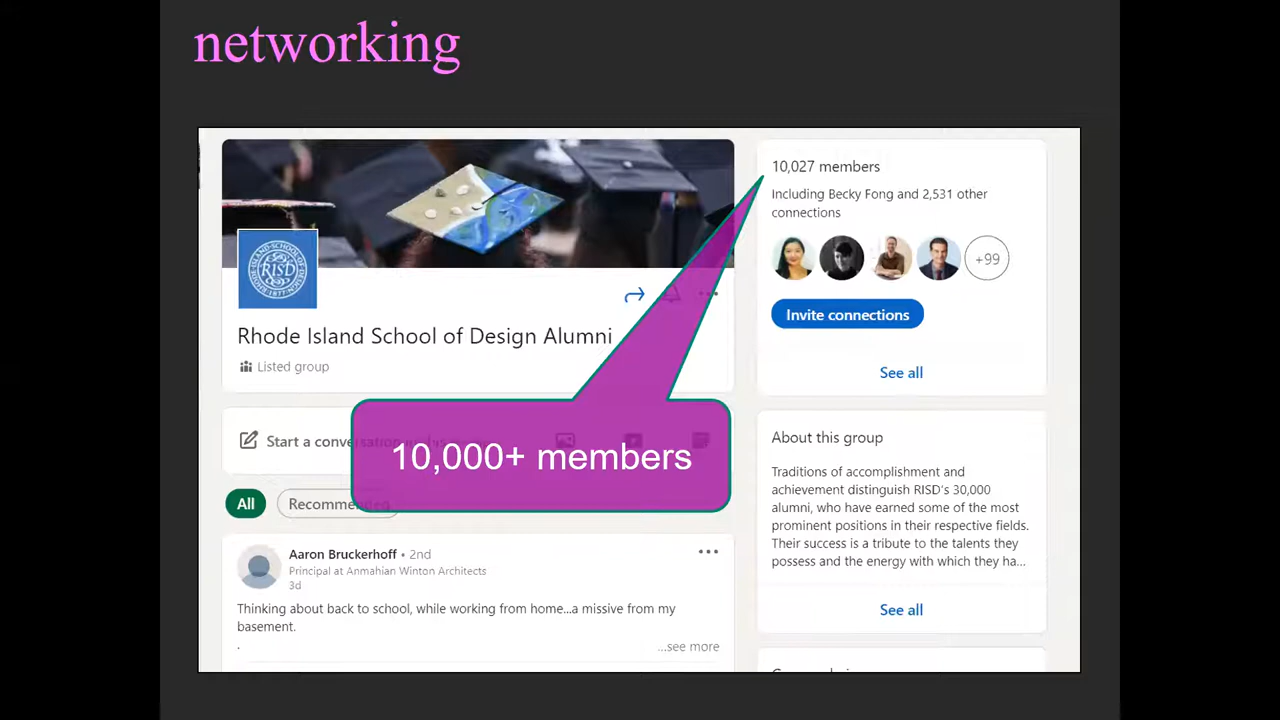 networking
RISD
1877
Rhode Island School of Design Alumni
Listed group
Start a conversation
10,000+ members
All
Recommended
Aaron Bruckerhoff • 2nd
Principal at Anmahian Winton Architects
3d
Thinking about back to school, while working from home...a missive from my
basement.
.
...see more
10,027 members
Including Becky Fong and 2,531 other
connections
+99
Invite connections
See all
About this group
Traditions of accomplishment and
achievement distinguish RISD's 30,000
alumni, who have earned some of the most
prominent positions in their respective fields.
Their success is a tribute to the talents they
possess and the energy with which they ha...
See all